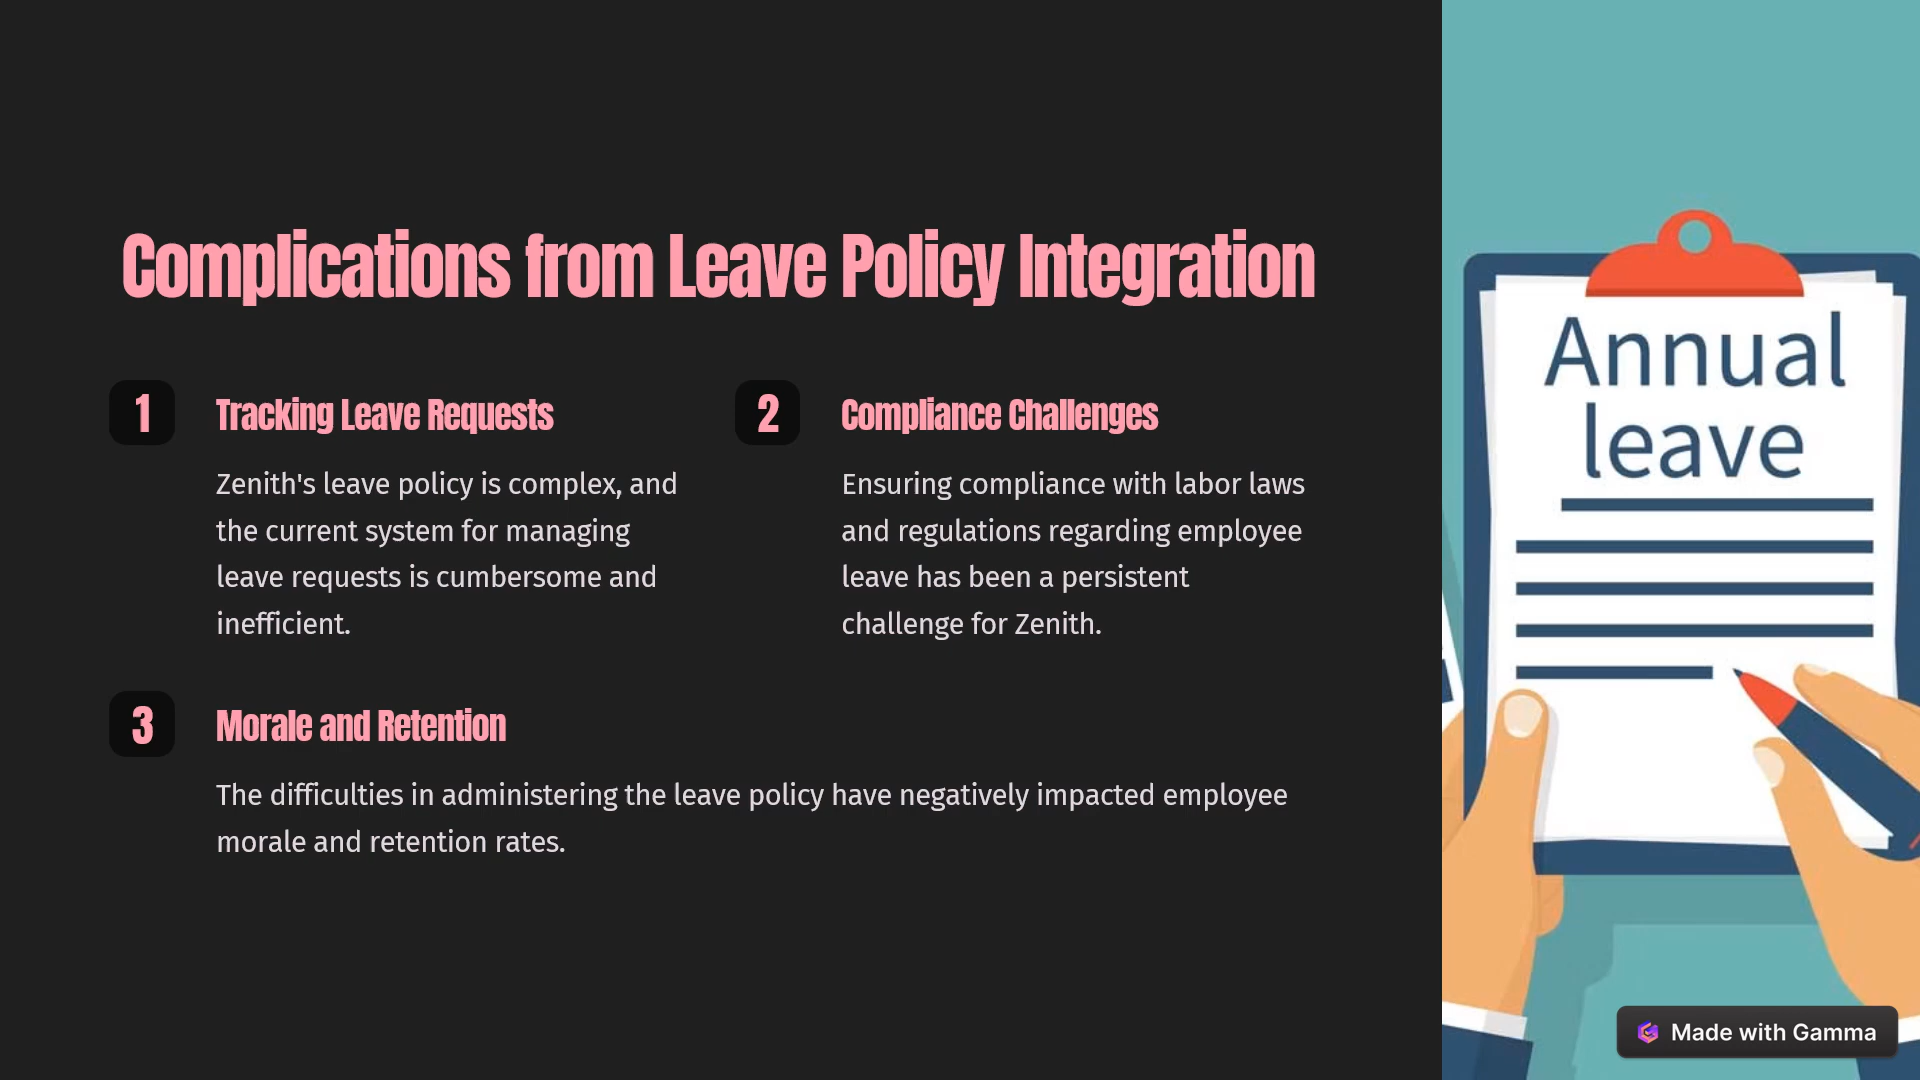 Complications from Leave Policy Integration
1
Tracking Leave Requests
Zenith's leave policy is complex, and
the current system for managing
leave requests is cumbersome and
inefficient.
2
Compliance Challenges
Ensuring compliance with labor laws
and regulations regarding employee
leave has been a persistent
challenge for Zenith.
3
Morale and Retention
The difficulties in administering the leave policy have negatively impacted employee
morale and retention rates.
Annual
leave
Made with Gamma